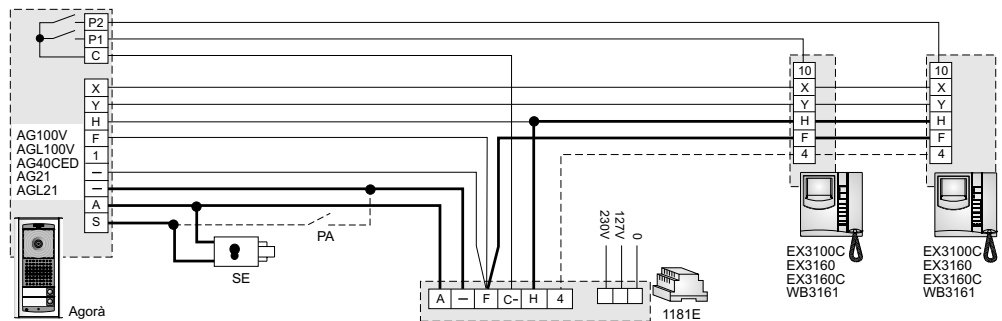 P2
P1
C
X
Y
H
F
1
—
—
A
S
AG100V
AGL100V
AG40CED
AG21
AGL21
Agorà
PA
SE
A — F C- H 4
230V
127V
0
1181E
10
X
Y
H
F
4
EX3100C
EX3160
EX3160C
WB3161
10
X
Y
H
F
4
EX3100C
EX3160
EX3160C
WB3161